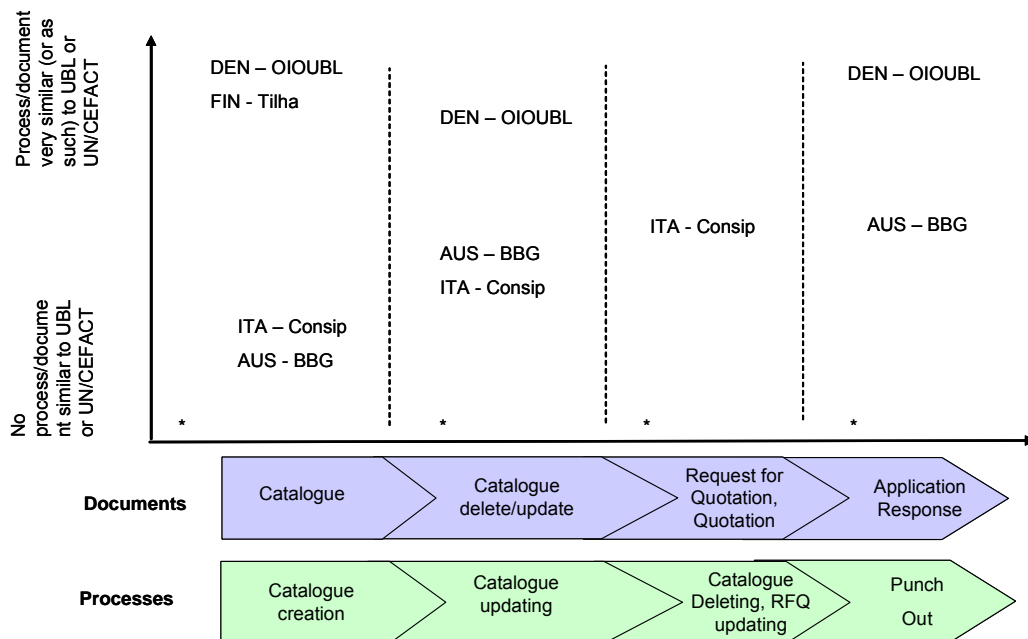 Process/document
very similar (or as
such) to UBL or
UN/CEFACT
DEN – OIOUBL
FIN - Tilha
DEN – OIOUBL
DEN – OIOUBL
ITA - Consip
AUS – BBG
AUS – BBG
ITA - Consip
ITA – Consip
AUS - BBG
No
process/docume
nt similar to UBL
or UN/CEFACT
*
*
*
*
Documents
Catalogue
Catalogue
delete/update
Request for
Quotation,
Quotation
Application
Response
Processes
Catalogue
creation
Catalogue
updating
Catalogue
Deleting, RFQ
updating
Punch
Out